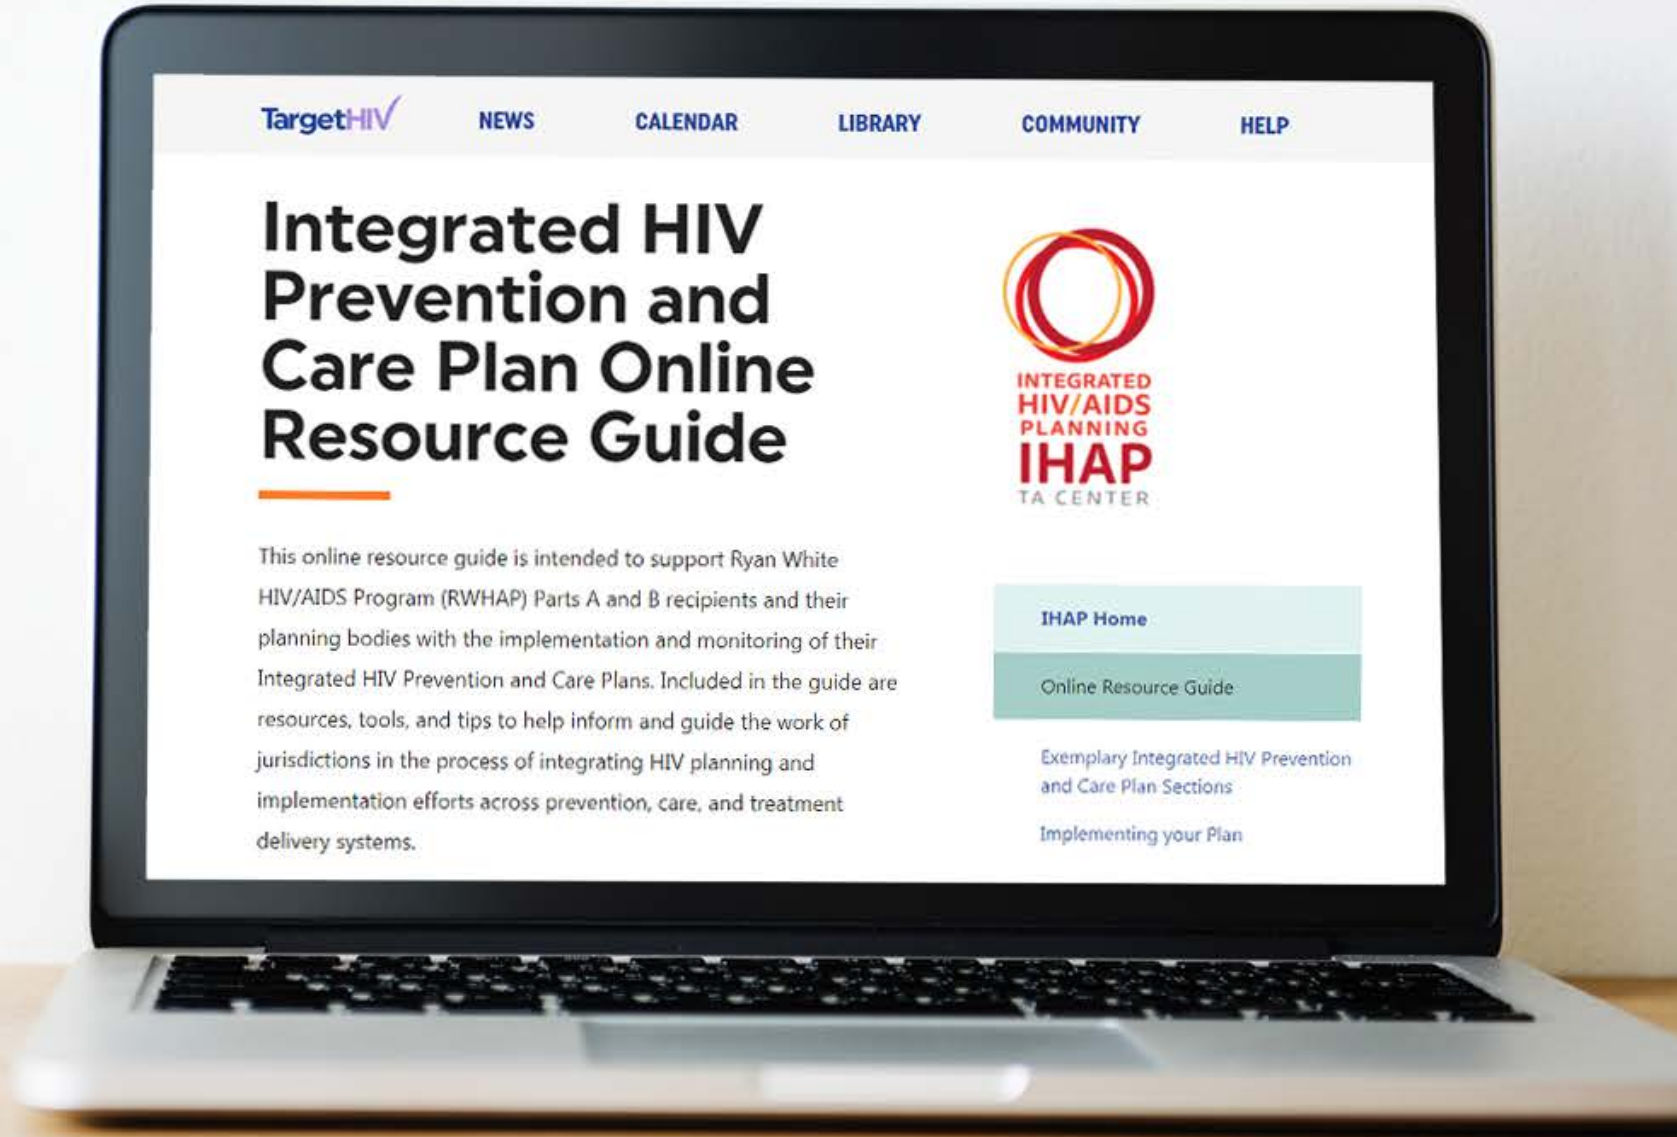 TargetHIV NEWS CALENDAR LIBRARY COMMUNITY HELP
Integrated HIV
Prevention and
Care Plan Online
Resource Guide
This online resource guide is intended to support Ryan White
HIV/AIDS Program (RWHAP) Parts A and B recipients and their
planning bodies with the implementation and monitoring of their
Integrated HIV Prevention and Care Plans. Included in the guide are
resources, tools, and tips to help inform and guide the work of
jurisdictions in the process of integrating HIV planning and
implementation efforts across prevention, care, and treatment
delivery systems.
INTEGRATED
HIV/AIDS
PLANNING
IHAP
TA CENTER
IHAP Home
Online Resource Guide
Exemplary Integrated HIV Prevention
and Care Plan Sections
Implementing your Plan